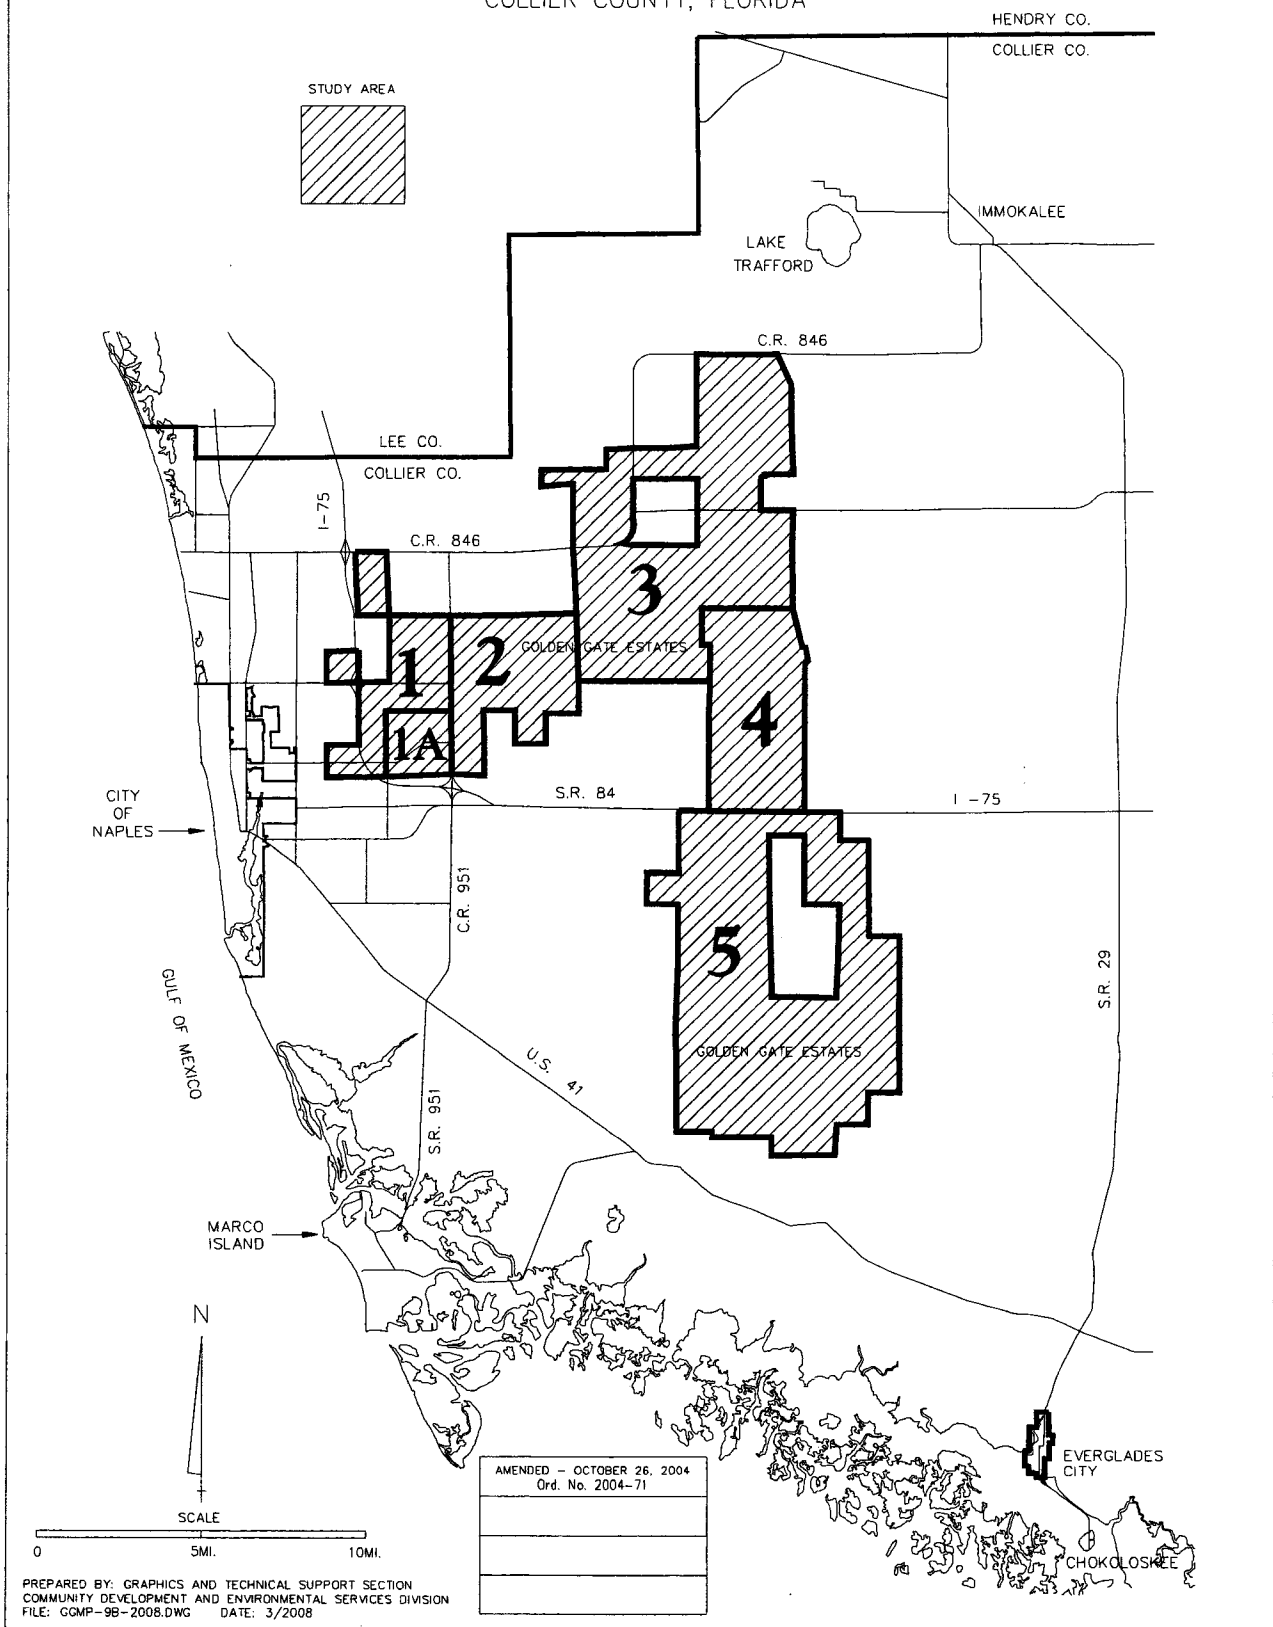 COLLIER COUNTY, FLORIDA
HENDRY CO.
COLLIER CO.
STUDY AREA
IMMOKALEE
LAKE
TRAFFORD
C.R. 846
LEE CO.
COLLIER CO.
I-75
C.R. 846
3
GOLDEN GATE ESTATES
1
2
4
1A
S.R. 84
I -75
CITY
OF
NAPLES
C.R. 951
5
S.R. 29
GULF OF MEXICO
GOLDEN GATE ESTATES
U.S. 41
S.R. 951
MARCO
ISLAND
N
EVERGLADES
CITY
AMENDED - OCTOBER 26, 2004
Ord. No. 2004-71
SCALE
0 5MI. 10MI.
CHOKOLOSKEE
PREPARED BY: GRAPHICS AND TECHNICAL SUPPORT SECTION
COMMUNITY DEVELOPMENT AND ENVIRONMENTAL SERVICES DIVISION
FILE: GGMP-9B-2008.DWG DATE: 3/2008